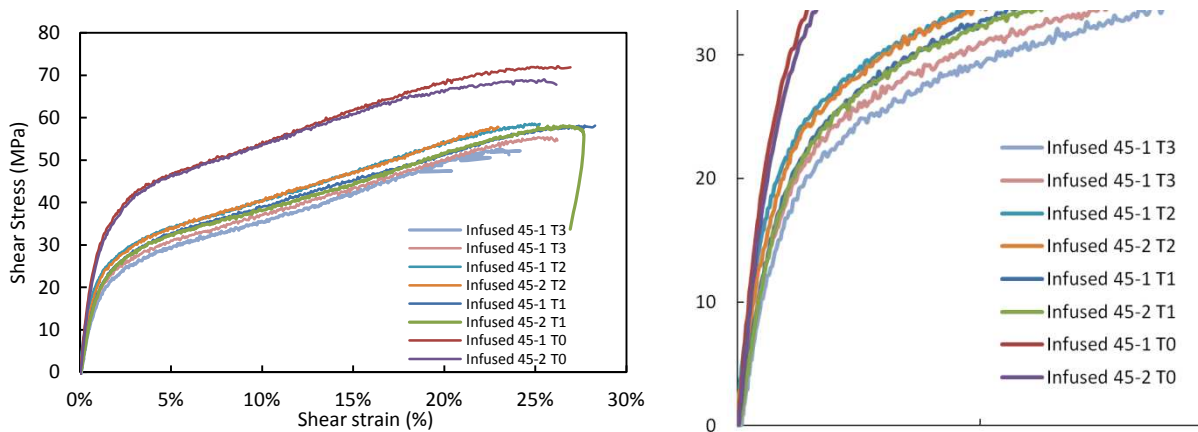 80
70
60
50
40
30
20
10
0
Shear Stress (MPa)
0%
5%
10%
15%
20%
25%
30%
Shear strain (%)
Infused 45-1 T3
Infused 45-1 T3
Infused 45-1 T2
Infused 45-2 T2
Infused 45-1 T1
Infused 45-2 T1
Infused 45-1 T0
Infused 45-2 T0
30
20
10
0
Infused 45-1 T3
Infused 45-1 T3
Infused 45-1 T2
Infused 45-2 T2
Infused 45-1 T1
Infused 45-2 T1
Infused 45-1 T0
Infused 45-2 T0